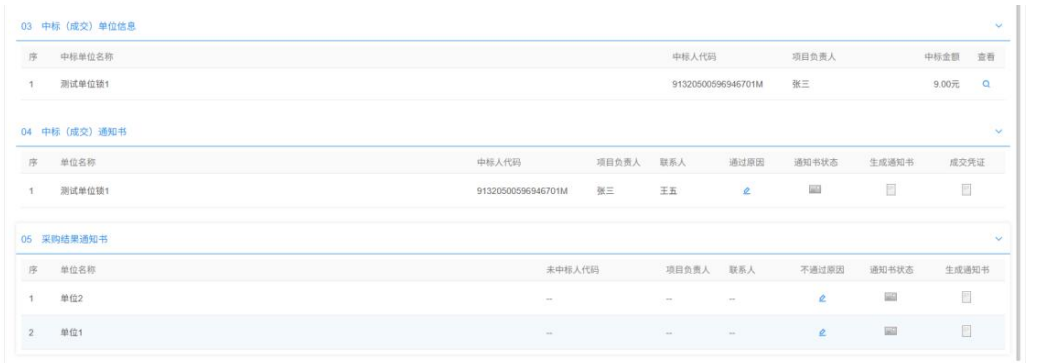 03 中标（成交）单位信息
序 中标单位名称 中标人代码 项目负责人 中标金额 查看
1 测试单位锁1 91320500596946701M 张三 9.00元
04 中标（成交）通知书
序 单位名称 中标人代码 项目负责人 联系人 通过原因 通知书状态 生成通知书 成交凭证
1 测试单位锁1 91320500596946701M 张三 王五
05 采购结果通知书
序 单位名称 未中标人代码 项目负责人 联系人 不通过原因 通知书状态 生成通知书
1 单位2 -- -- --
2 单位1 -- -- --